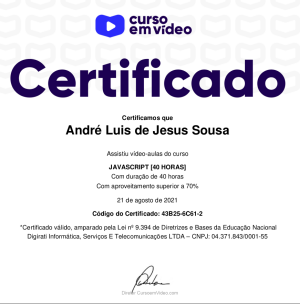 curso
em vídeo
Certificado
Certificamos que
André Luis de Jesus Sousa
Assistiu vídeo-aulas do curso
JAVASCRIPT [40 HORAS]
Com duração de 40 horas
Com aproveitamento superior a 70%
21 de agosto de 2021
Código do Certificado: 43B25-6C61-2
*Certificado válido, amparado pela Lei nº 9.394 de Diretrizes e Bases da Educação Nacional
Digirati Informática, Serviços E Telecomunicações LTDA – CNPJ: 04.371.843/0001-55
Diretor CursoemVideo.com